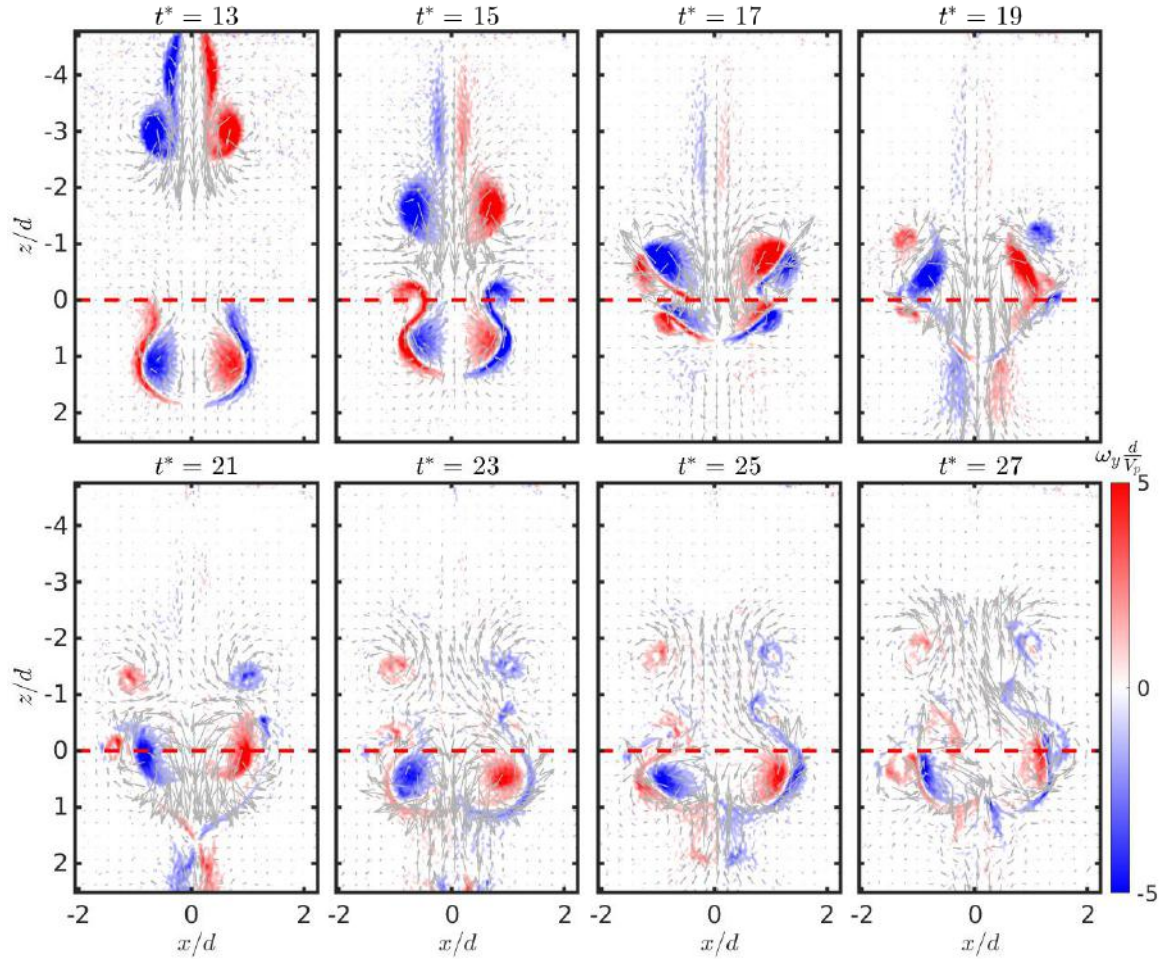 t* = 13 t* = 15 t* = 17 t* = 19
-4
-3
-2
-1
0
1
2
z/d
t* = 21 t* = 23 t* = 25 t* = 27
ω_y d/V_p
-4
-3
-2
-1
0
1
2
z/d
5
0
-5
-2 0 2 -2 0 2 -2 0 2 -2 0 2
x/d x/d x/d x/d